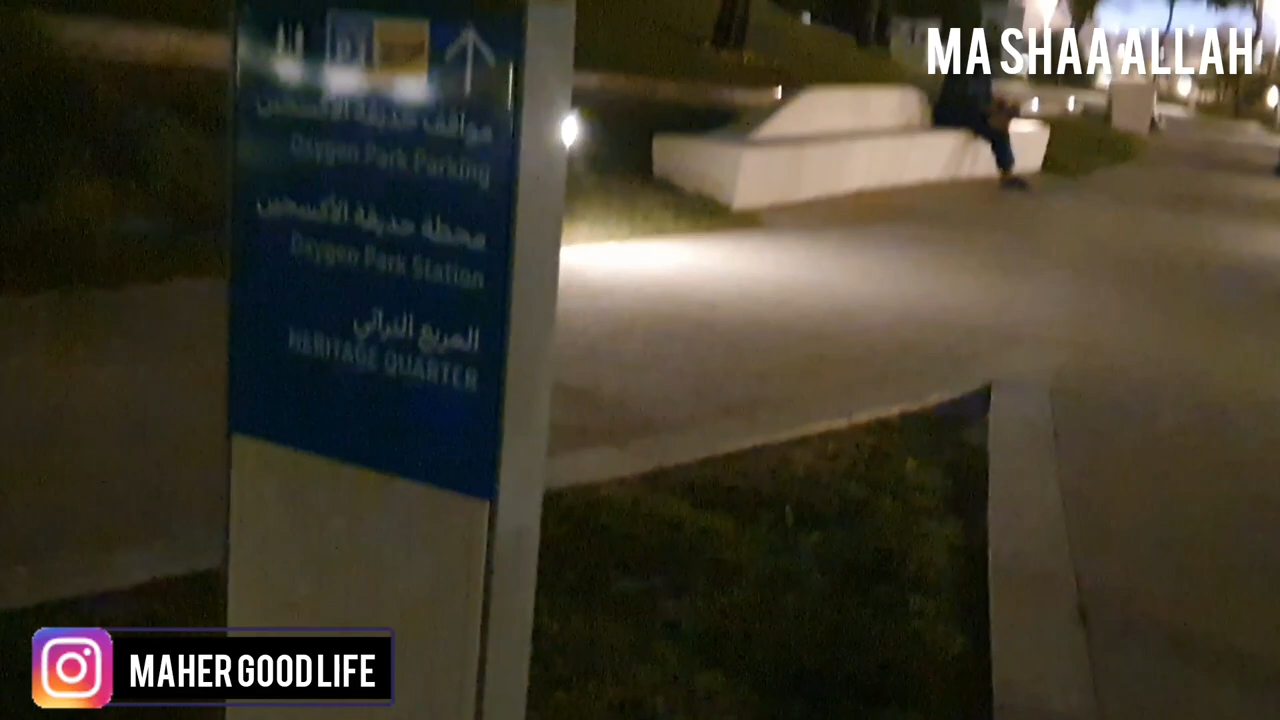 MA SHAA ALLAH
مواقف حديقة الأكسجين
Oxygen Park Parking
محطة حديقة الأكسجين
Oxygen Park Station
المربع التراثي
HERITAGE QUARTER
MAHER GOOD LIFE